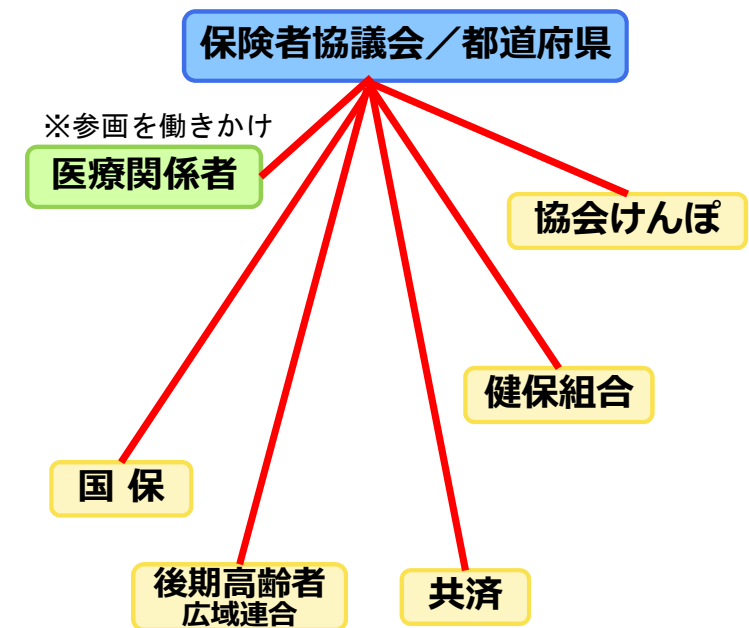 保険者協議会／都道府県
※参画を働きかけ
医療関係者
協会けんぽ
健保組合
国 保
後期高齢者
広域連合
共済